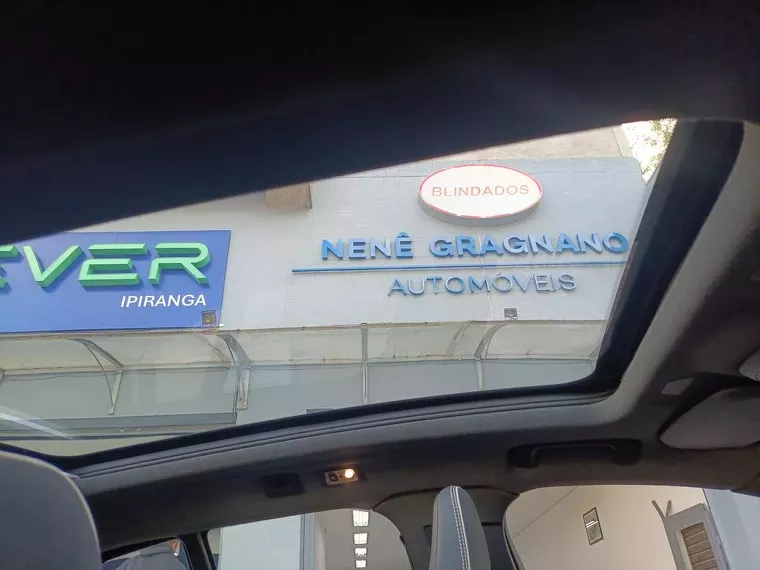 BLINDADOS
NENÊ GRAGNANO
AUTOMÓVEIS
EVER
IPIRANGA